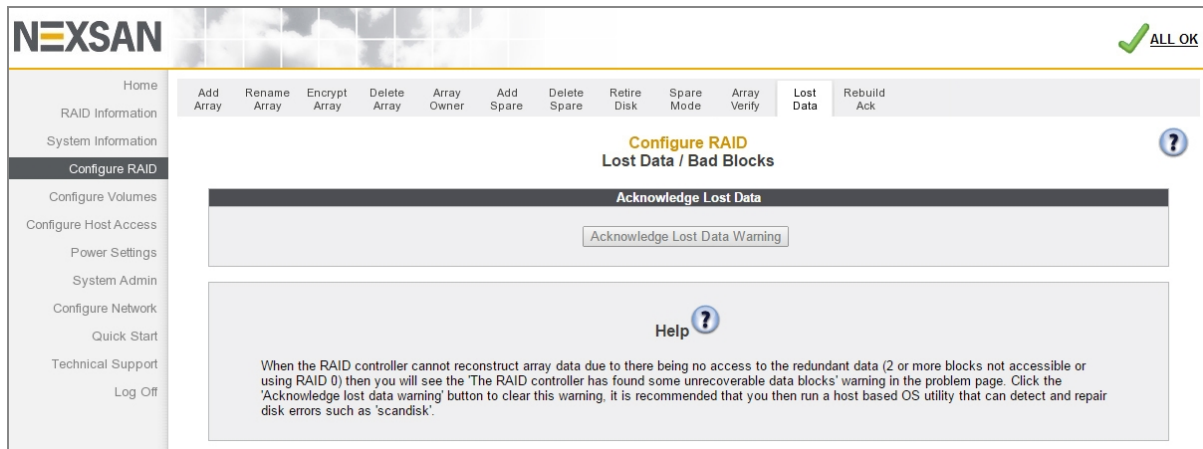 NEXSAN
ALL OK
Home
RAID Information
System Information
Configure RAID
Configure Volumes
Configure Host Access
Power Settings
System Admin
Configure Network
Quick Start
Technical Support
Log Off
Add Array
Rename Array
Encrypt Array
Delete Array
Array Owner
Add Spare
Delete Spare
Retire Disk
Spare Mode
Array Verify
Lost Data
Rebuild Ack
Configure RAID
Lost Data / Bad Blocks
?
Acknowledge Lost Data
Acknowledge Lost Data Warning
Help ?
When the RAID controller cannot reconstruct array data due to there being no access to the redundant data (2 or more blocks not accessible or
using RAID 0) then you will see the 'The RAID controller has found some unrecoverable data blocks' warning in the problem page. Click the
'Acknowledge lost data warning' button to clear this warning, it is recommended that you then run a host based OS utility that can detect and repair
disk errors such as 'scandisk'.